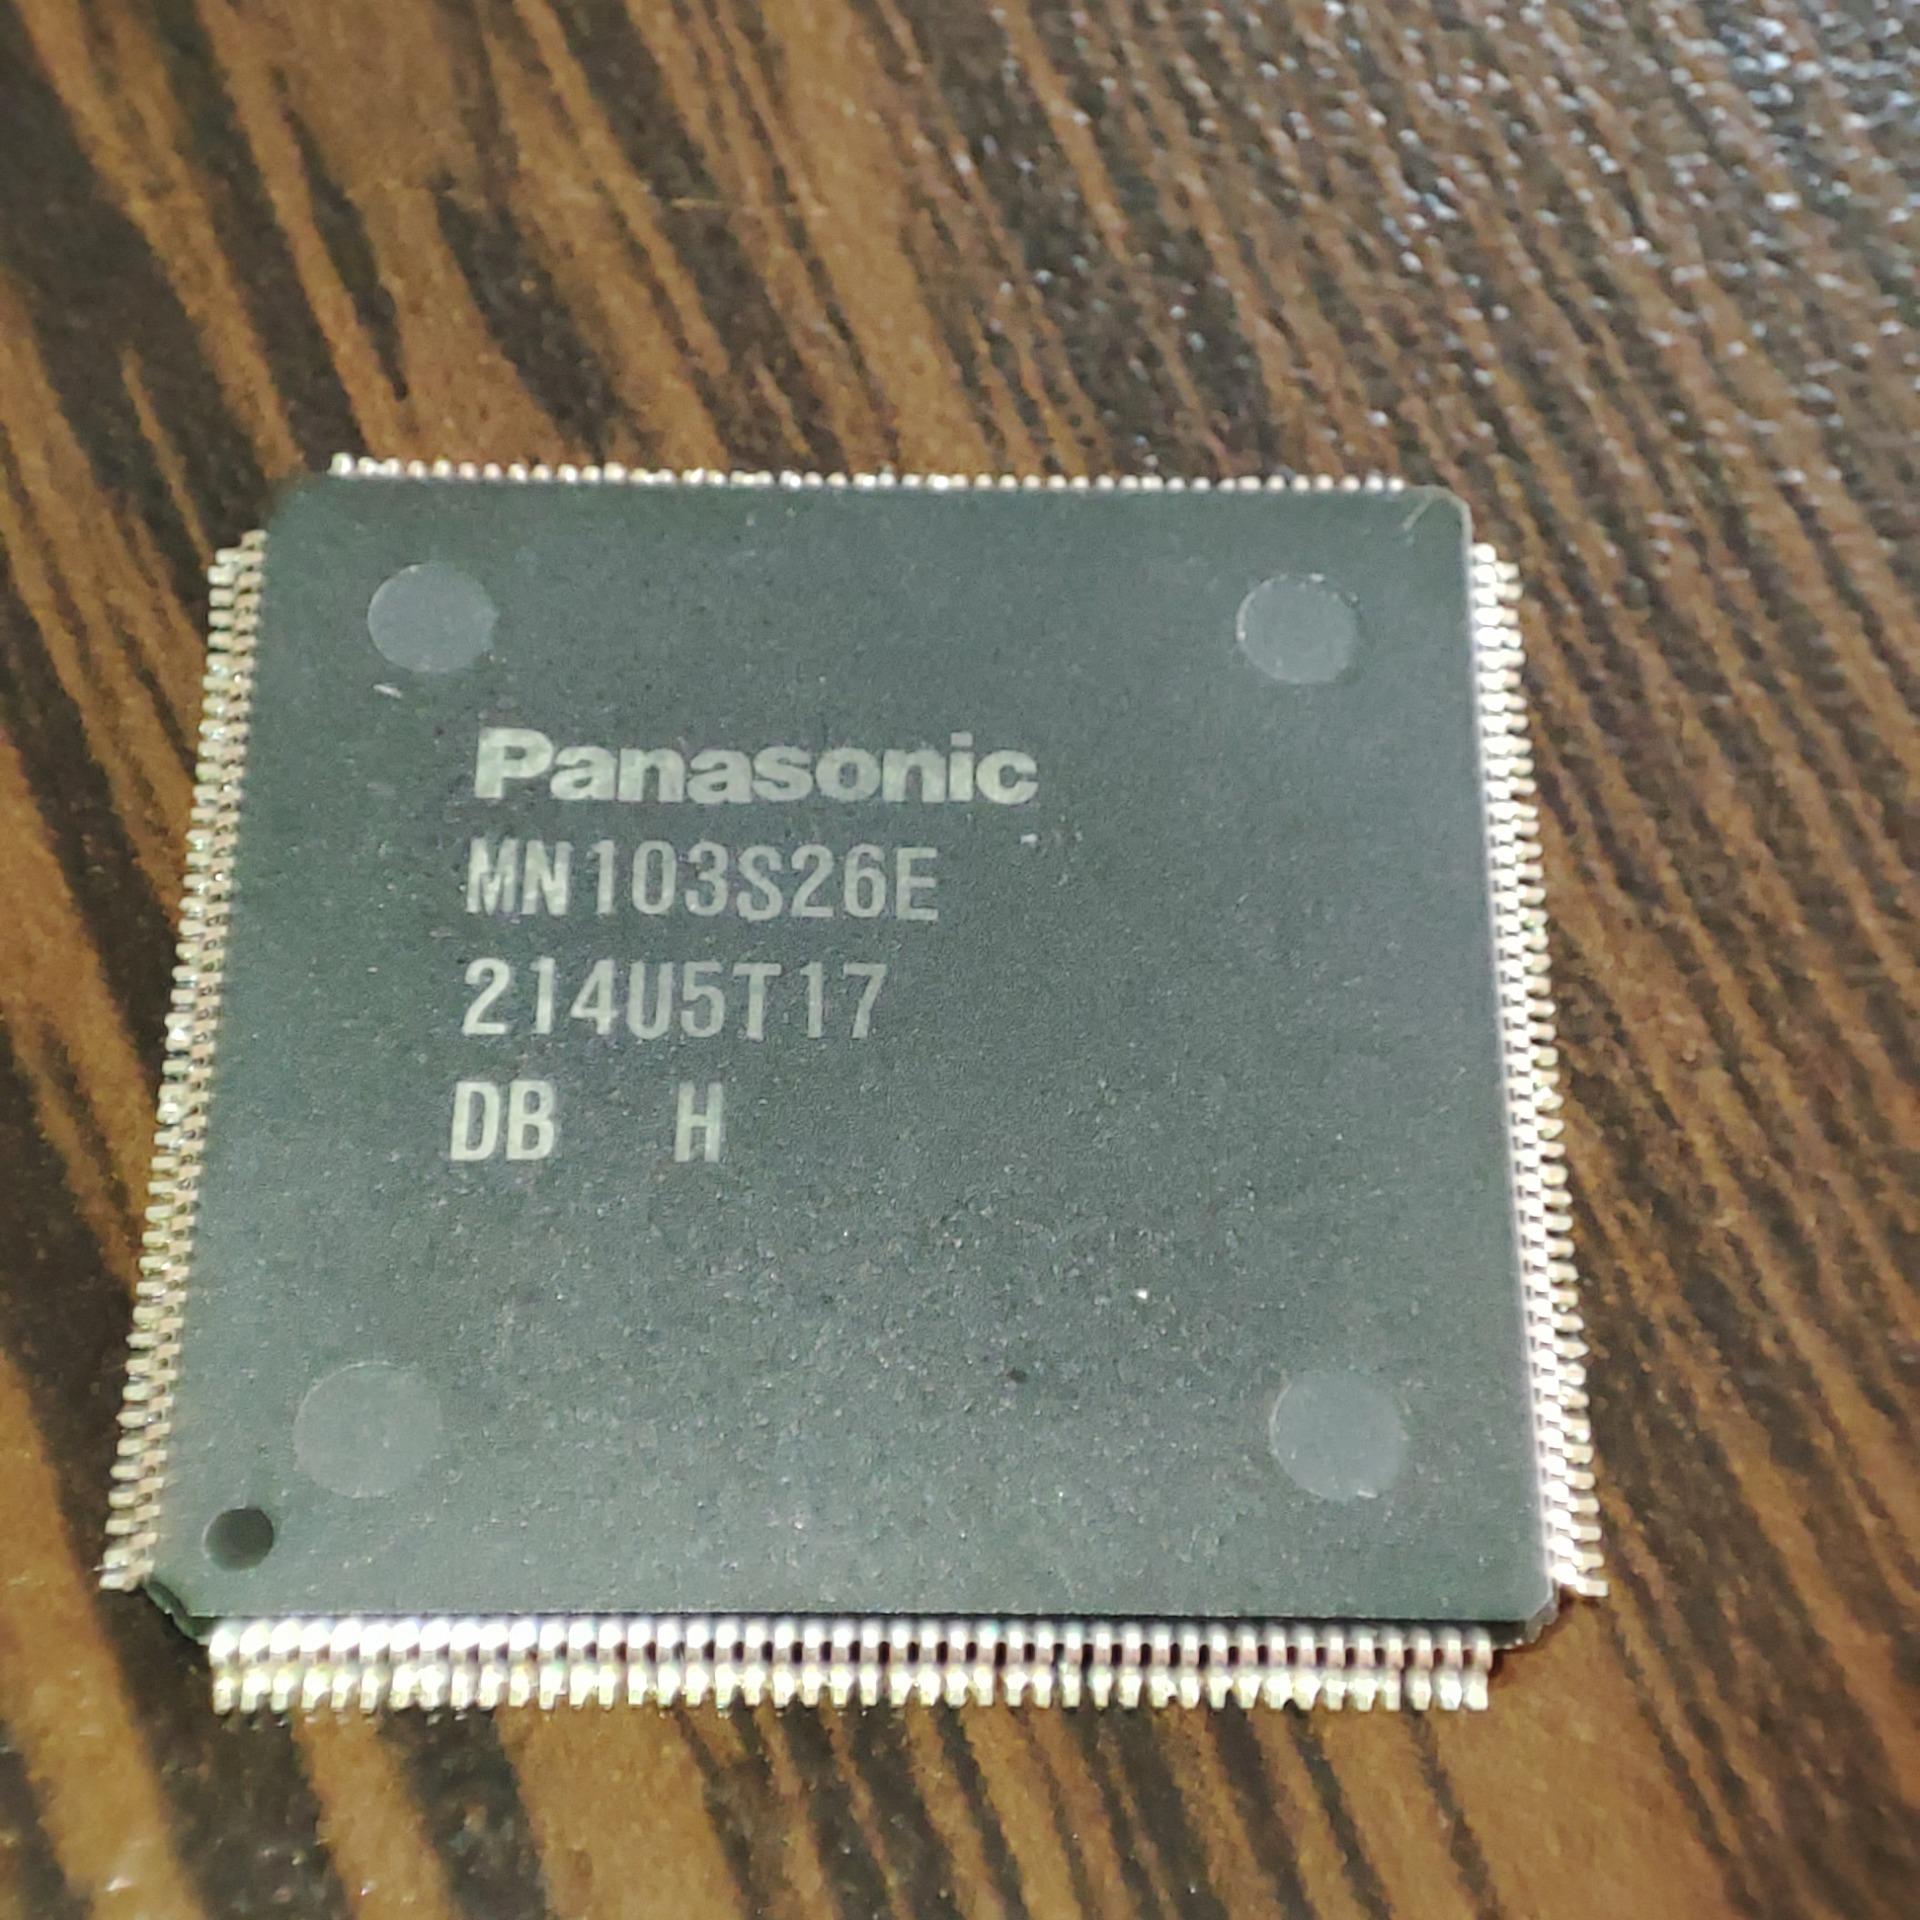 Panasonic
MN103S26E
214U5T17
DB H